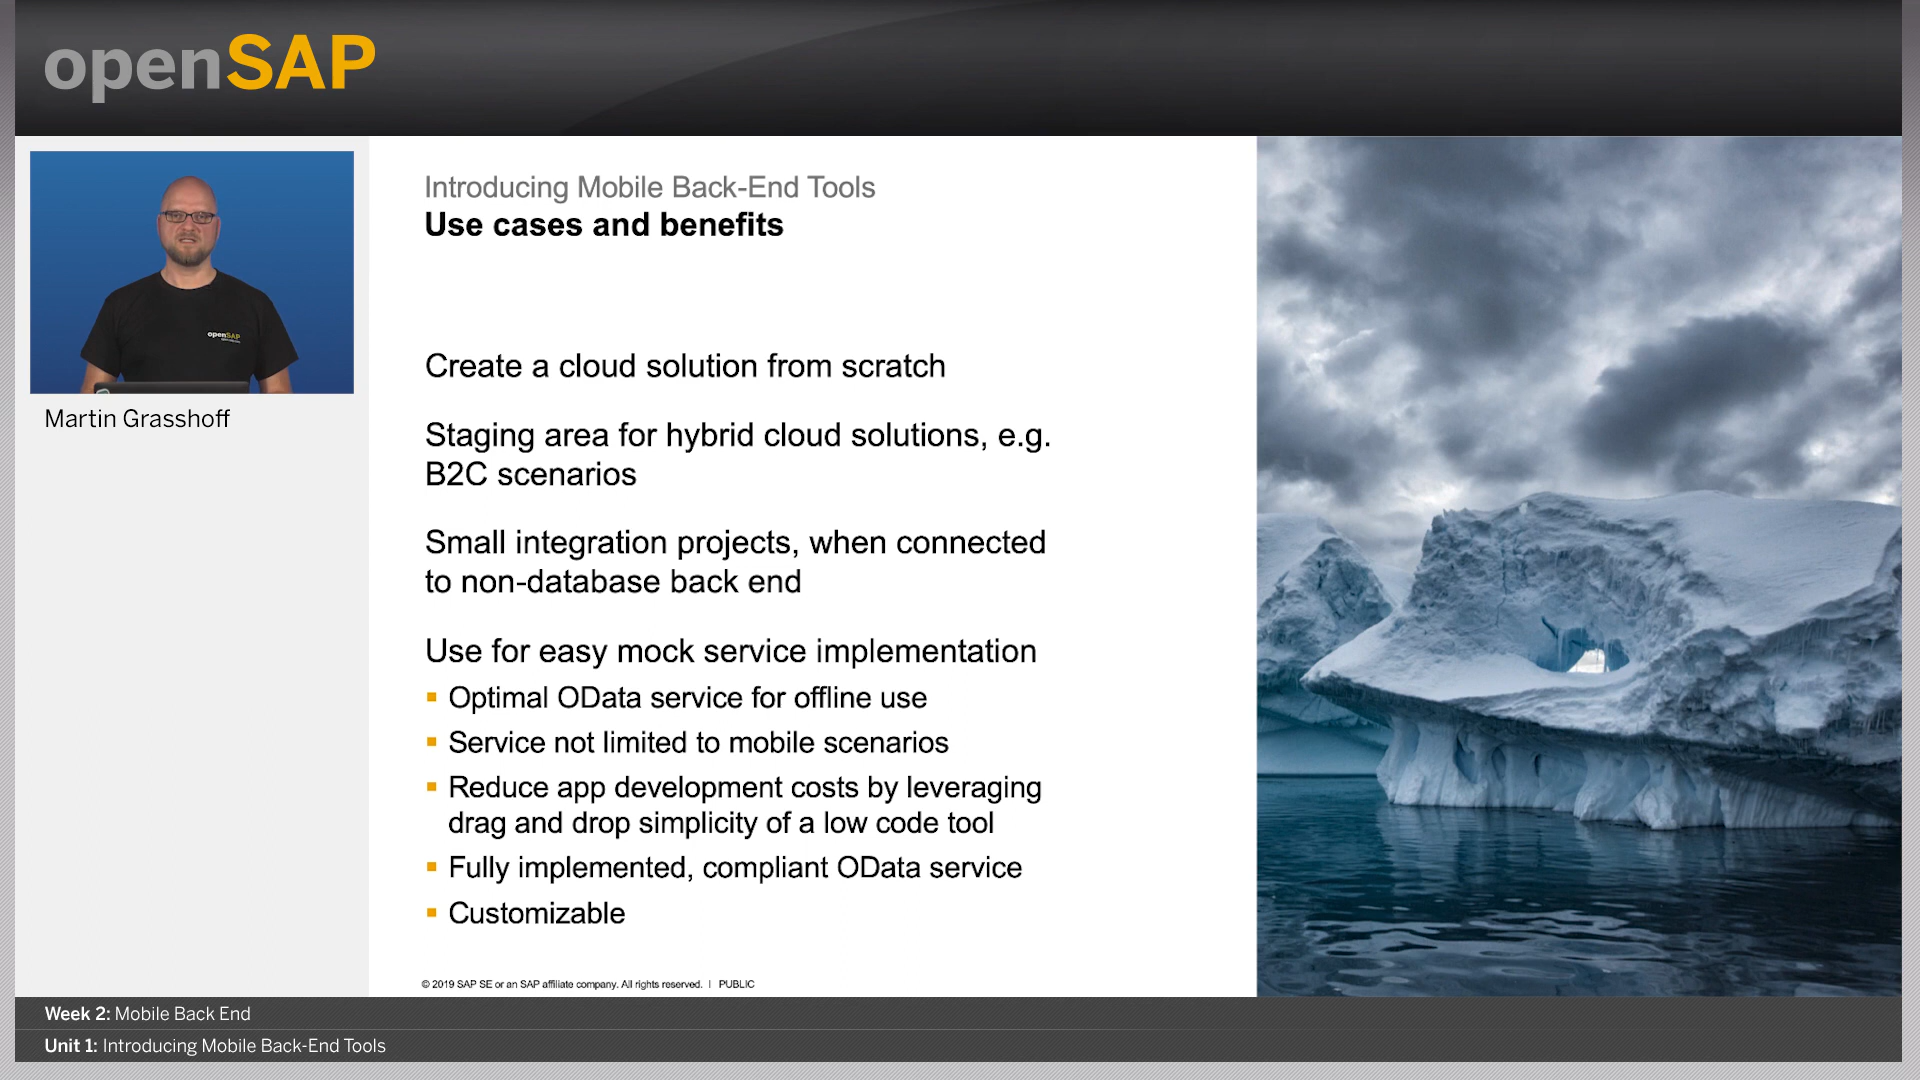 openSAP
Introducing Mobile Back-End Tools
Use cases and benefits
openSAP
Martin Grasshoff
Create a cloud solution from scratch
Staging area for hybrid cloud solutions, e.g.
B2C scenarios
Small integration projects, when connected
to non-database back end
Use for easy mock service implementation
▪ Optimal OData service for offline use
▪ Service not limited to mobile scenarios
▪ Reduce app development costs by leveraging
drag and drop simplicity of a low code tool
▪ Fully implemented, compliant OData service
▪ Customizable
© 2019 SAP SE or an SAP affiliate company. All rights reserved. | PUBLIC
Week 2: Mobile Back End
Unit 1: Introducing Mobile Back-End Tools